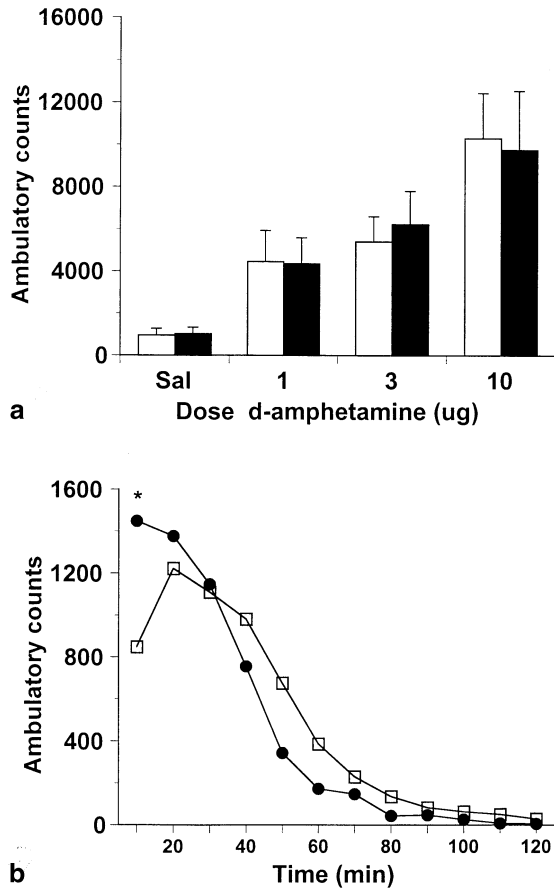 16000
12000
8000
4000
0
Ambulatory counts
Sal 1 3 10
Dose d-amphetamine (ug)
a
1600
1200
800
400
0
Ambulatory counts
*
20 40 60 80 100 120
Time (min)
b